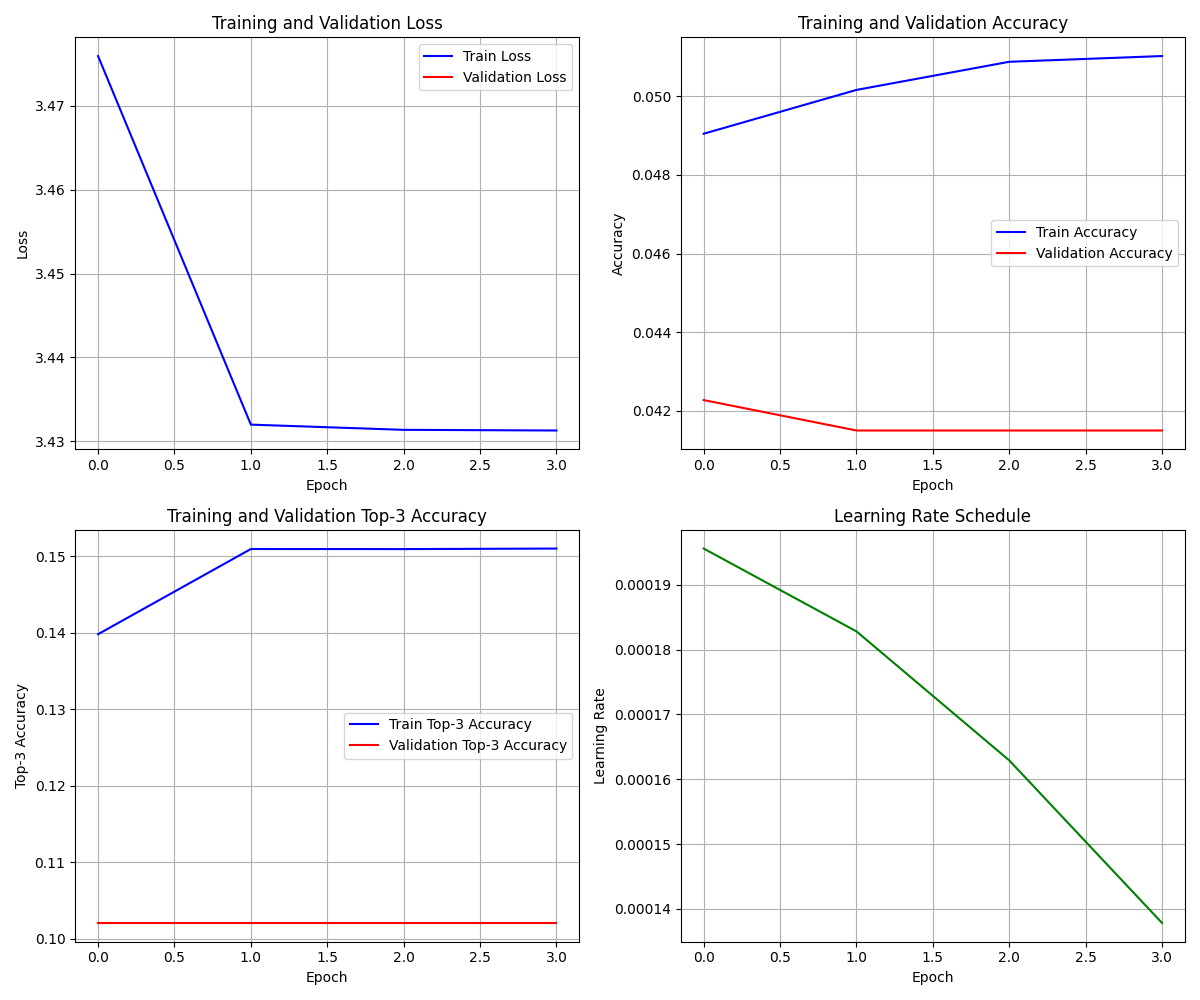 Training and Validation Loss
Train Loss
Validation Loss
3.47
3.46
3.45
3.44
3.43
Loss
0.0 0.5 1.0 1.5 2.0 2.5 3.0
Epoch
Training and Validation Accuracy
0.050
0.048
0.046
0.044
0.042
Accuracy
Train Accuracy
Validation Accuracy
0.0 0.5 1.0 1.5 2.0 2.5 3.0
Epoch
Training and Validation Top-3 Accuracy
0.15
0.14
0.13
0.12
0.11
0.10
Top-3 Accuracy
Train Top-3 Accuracy
Validation Top-3 Accuracy
0.0 0.5 1.0 1.5 2.0 2.5 3.0
Epoch
Learning Rate Schedule
0.00019
0.00018
0.00017
0.00016
0.00015
0.00014
Learning Rate
0.0 0.5 1.0 1.5 2.0 2.5 3.0
Epoch